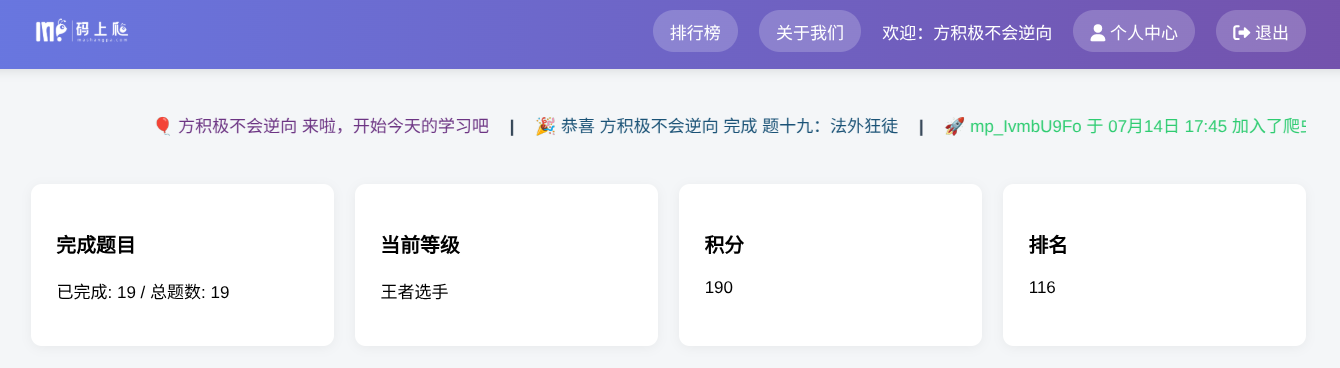 mp 码上爬
mashangpa.com
排行榜
关于我们
欢迎：方积极不会逆向
个人中心
退出
🎈 方积极不会逆向 来啦，开始今天的学习吧 | 🎉 恭喜 方积极不会逆向 完成 题十九：法外狂徒 | 🚀 mp_IvmbU9Fo 于 07月14日 17:45 加入了爬
完成题目
已完成: 19 / 总题数: 19
当前等级
王者选手
积分
190
排名
116